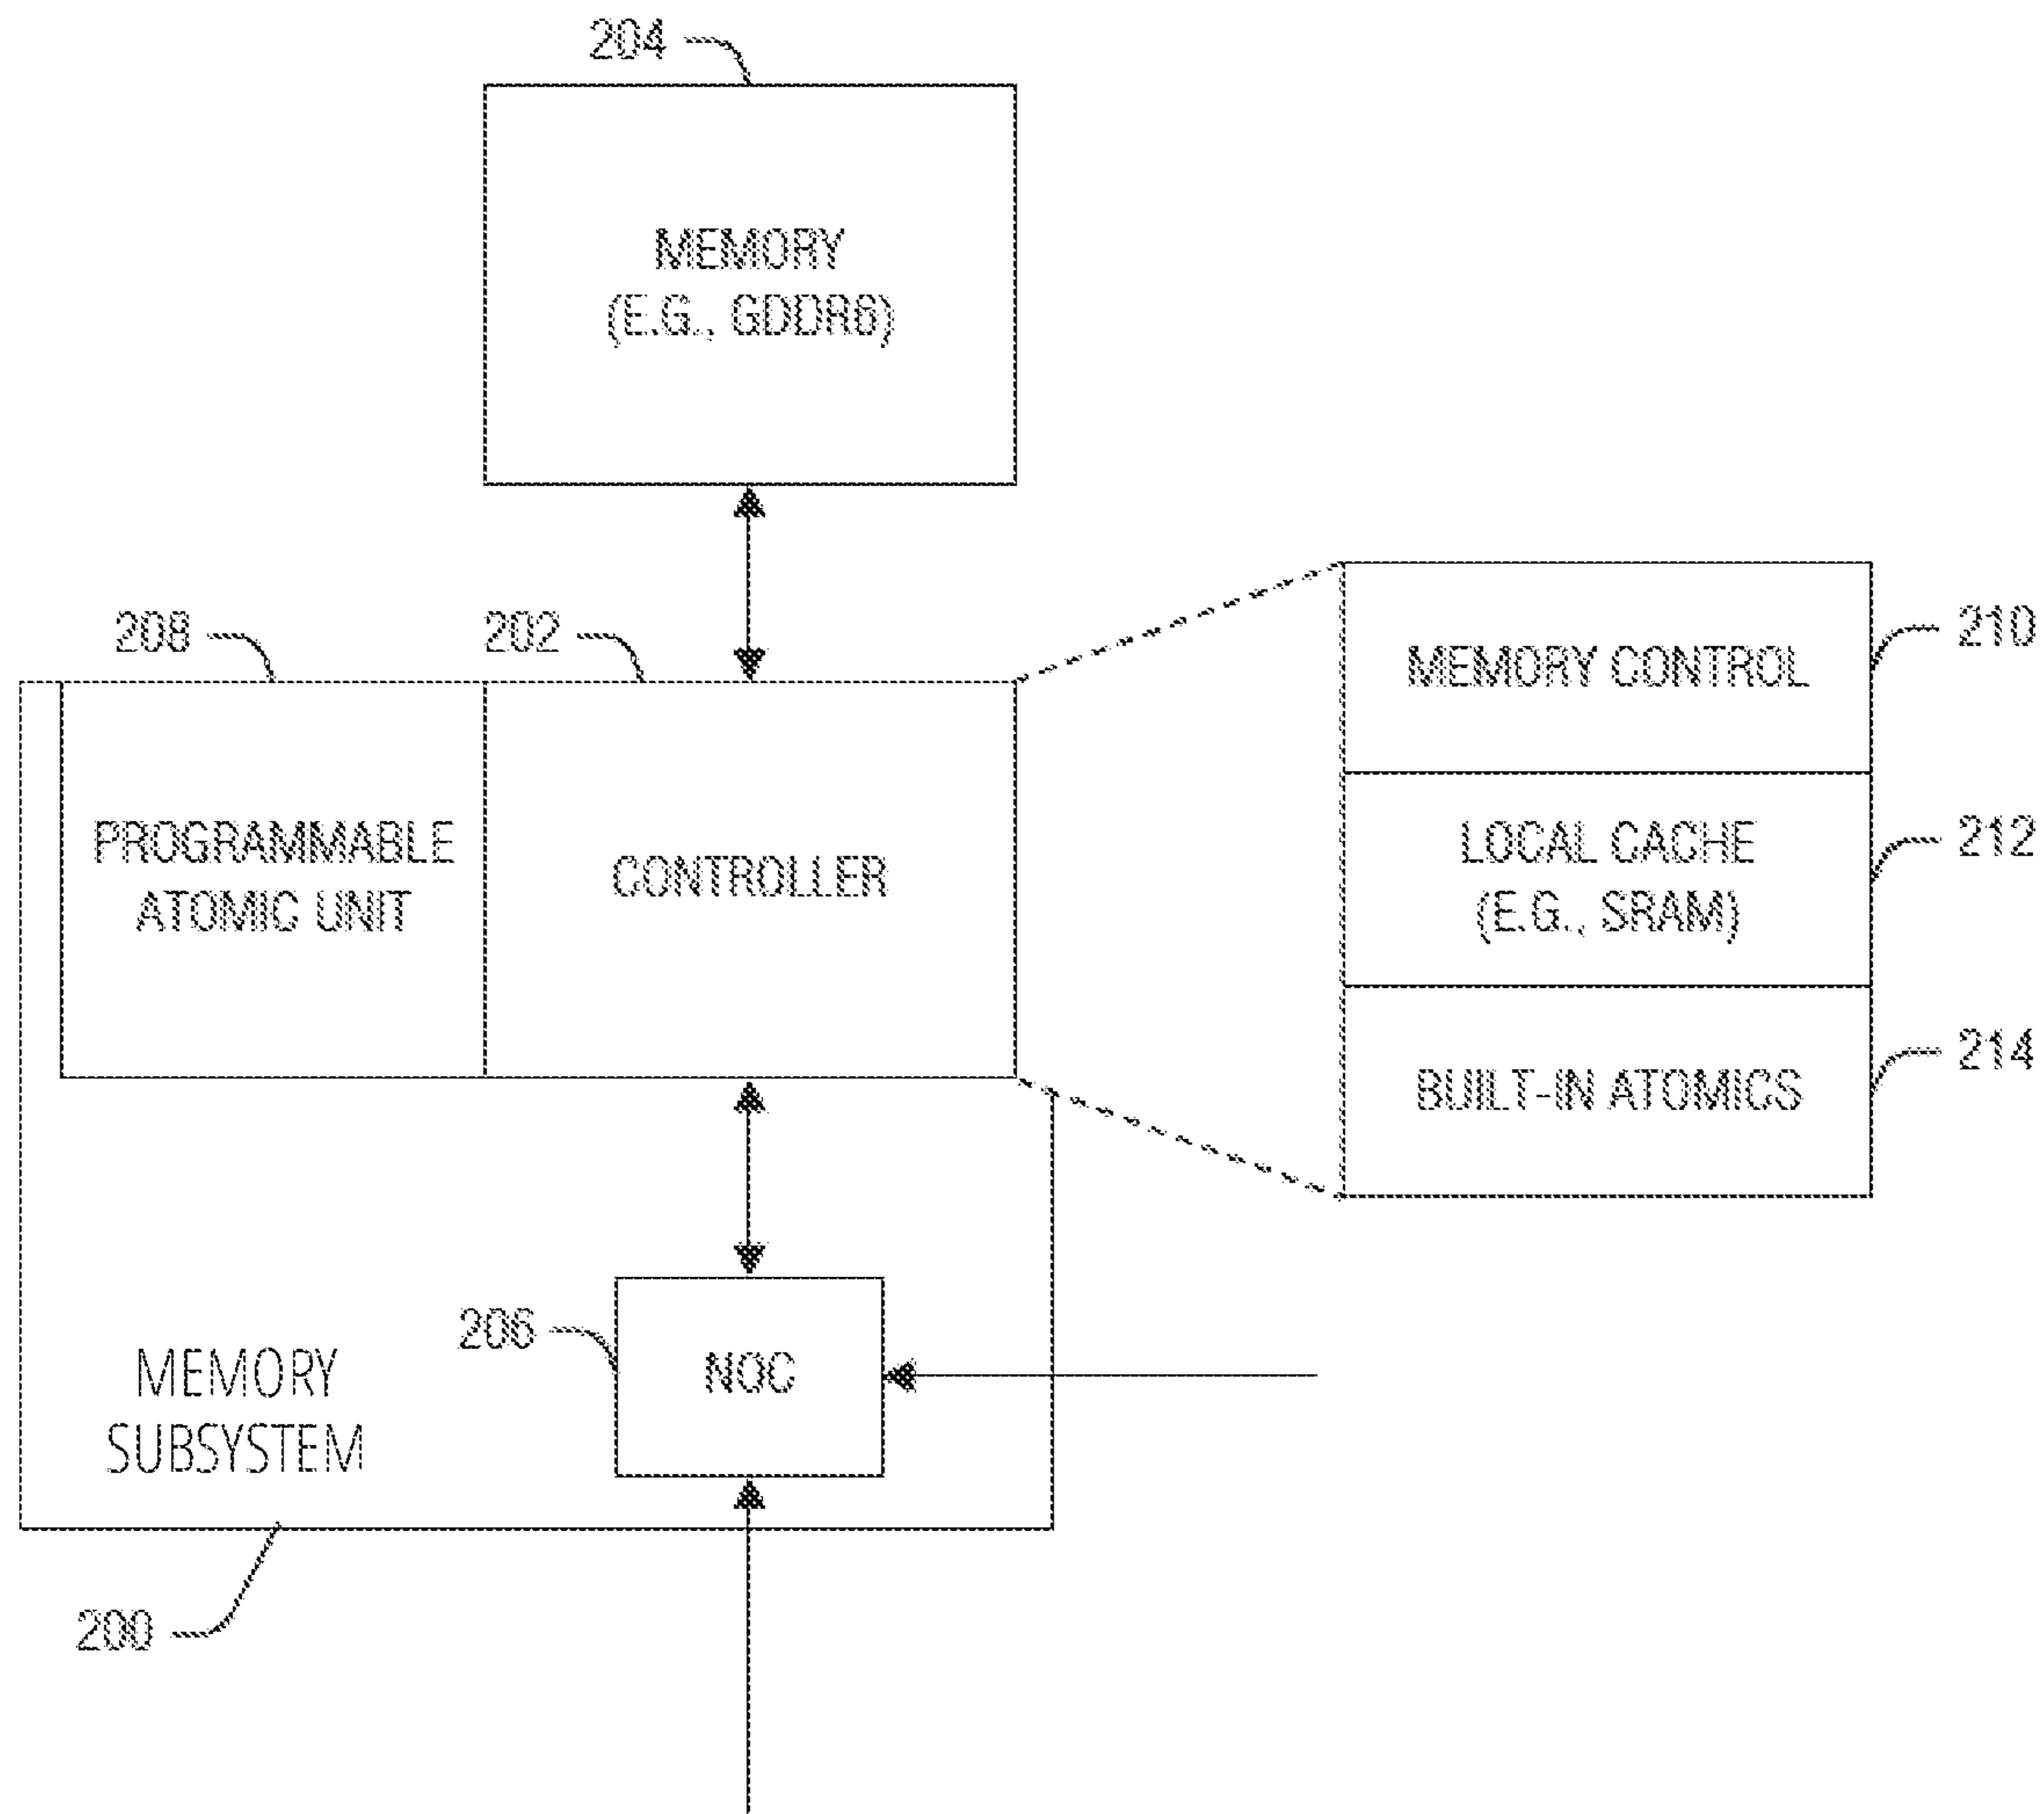 204
MEMORY
(E.G., GDDR6)
208
202
210
MEMORY CONTROL
PROGRAMMABLE
ATOMIC UNIT
CONTROLLER
LOCAL CACHE
(E.G., SRAM)
212
BUILT-IN ATOMICS
214
206
NOC
MEMORY
SUBSYSTEM
200